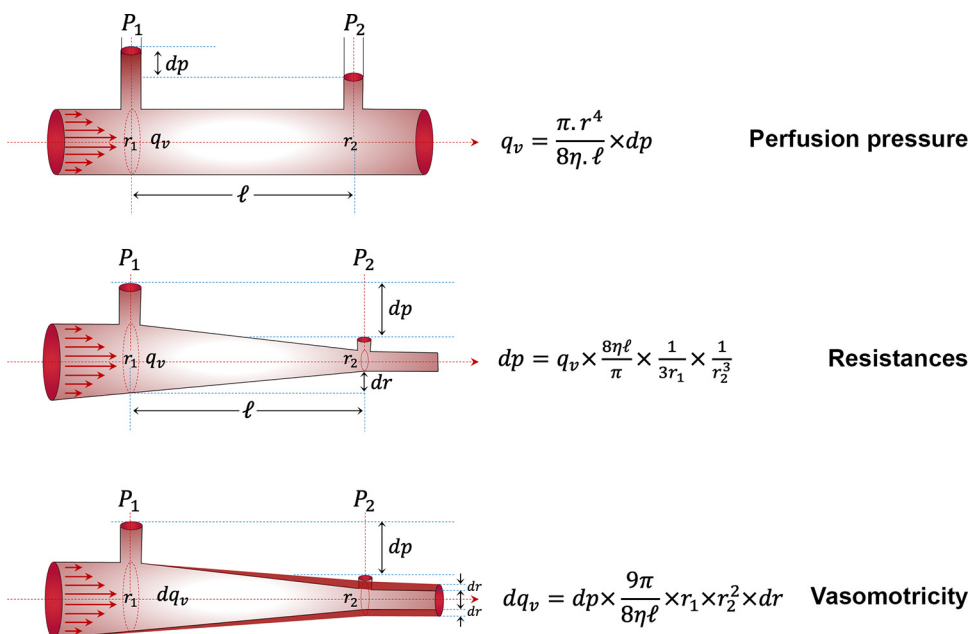 P₁ P₂
dp
r₁ qᵥ r₂
ℓ
qᵥ = π.r⁴/8η.ℓ ×dp
Perfusion pressure
P₁ P₂
dp
r₁ qᵥ r₂
dr
ℓ
dp = qᵥ × 8ηℓ/π × 1/3r₁ × 1/r₂³
Resistances
P₁ P₂
dp
dr
r₁ dqᵥ r₂
dr
dqᵥ = dp× 9π/8ηℓ ×r₁×r₂²×dr
Vasomotricity